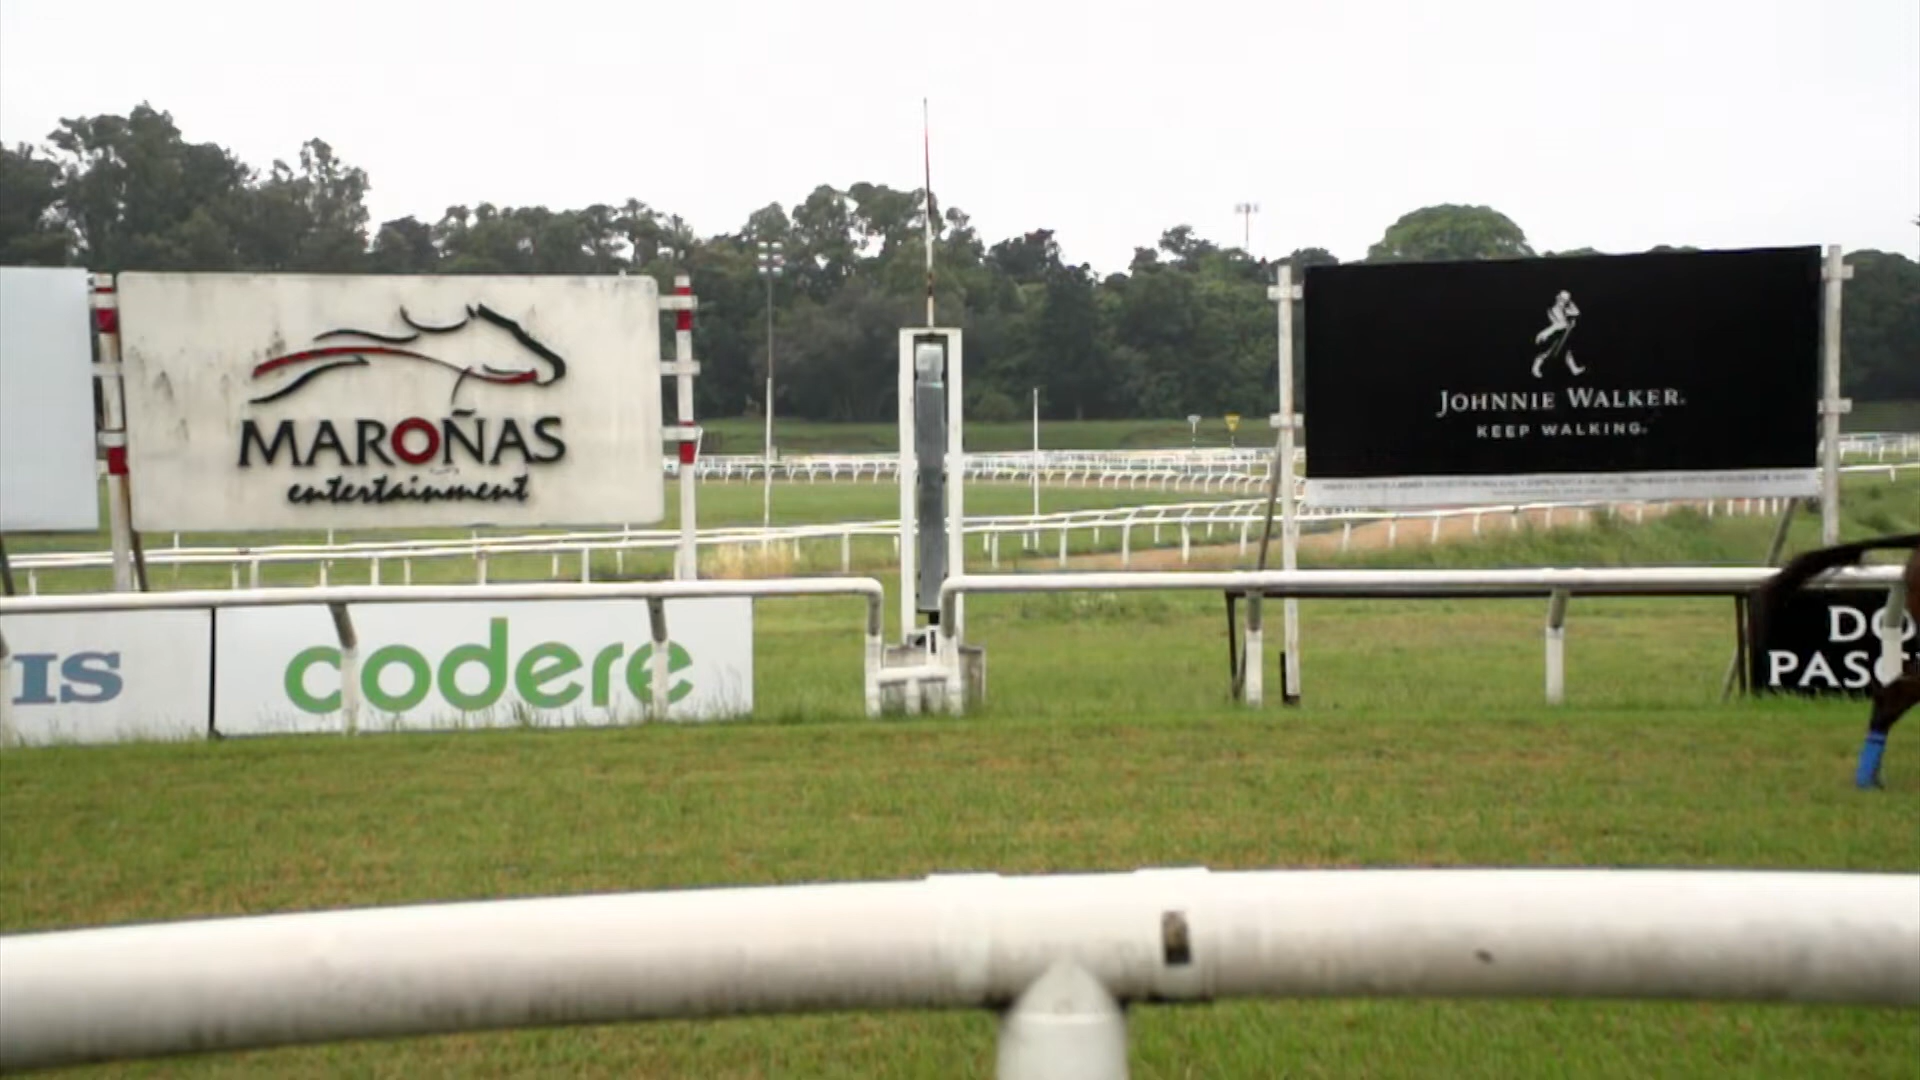 MAROÑAS
entertainment
JOHNNIE WALKER.
KEEP WALKING.
IS
codere
DO
PASC